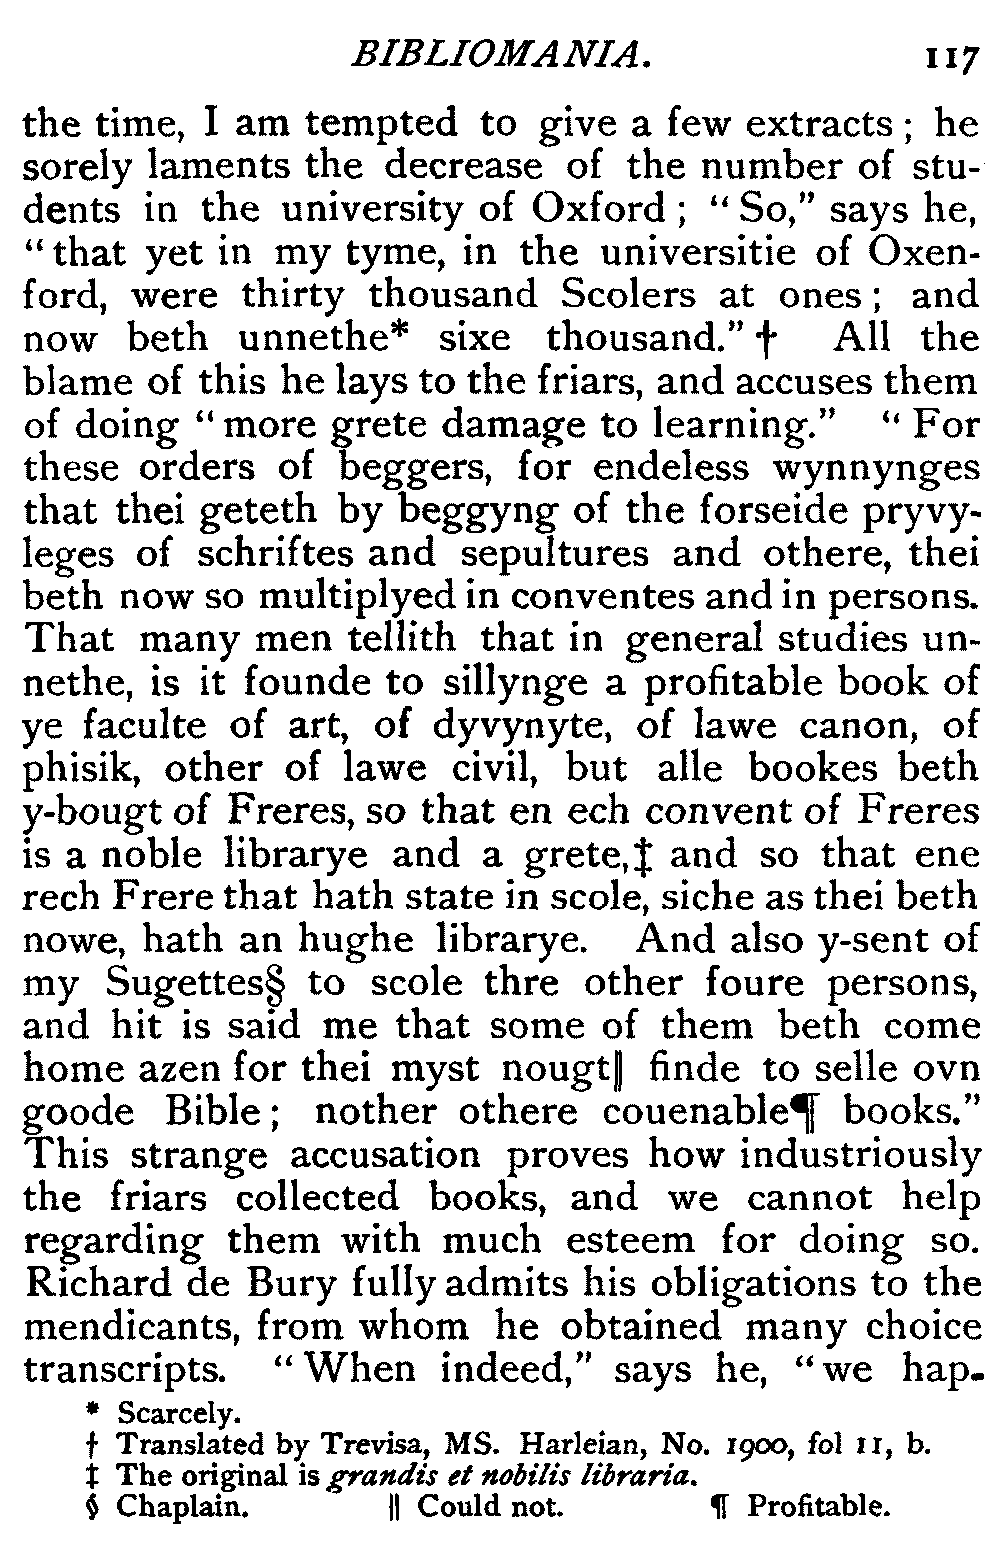 BIBLIOMANIA. 117
the time, I am tempted to give a few extracts ; he
sorely laments the decrease of the number of stu-
dents in the university of Oxford ; “ So,” says he,
“ that yet in my tyme, in the universitie of Oxen-
ford, were thirty thousand Scolers at ones ; and
now beth unnethe* sixe thousand.” † All the
blame of this he lays to the friars, and accuses them
of doing “ more grete damage to learning.” “ For
these orders of beggers, for endeless wynnynges
that thei geteth by beggyng of the forseide pryvy-
leges of schriftes and sepultures and othere, thei
beth now so multiplyed in conventes and in persons.
That many men tellith that in general studies un-
nethe, is it founde to sillynge a profitable book of
ye faculte of art, of dyvynyte, of lawe canon, of
phisik, other of lawe civil, but alle bookes beth
y-bougt of Freres, so that en ech convent of Freres
is a noble librarye and a grete,‡ and so that ene
rech Frere that hath state in scole, siche as thei beth
nowe, hath an hughe librarye. And also y-sent of
my Sugettes§ to scole thre other foure persons,
and hit is said me that some of them beth come
home azen for thei myst nougt‖ finde to selle ovn
goode Bible ; nother othere couenable¶ books.”
This strange accusation proves how industriously
the friars collected books, and we cannot help
regarding them with much esteem for doing so.
Richard de Bury fully admits his obligations to the
mendicants, from whom he obtained many choice
transcripts. “ When indeed,” says he, “ we hap-
* Scarcely.
† Translated by Trevisa, MS. Harleian, No. 1900, fol 11, b.
‡ The original is grandis et nobilis libraria.
§ Chaplain. ‖ Could not. ¶ Profitable.